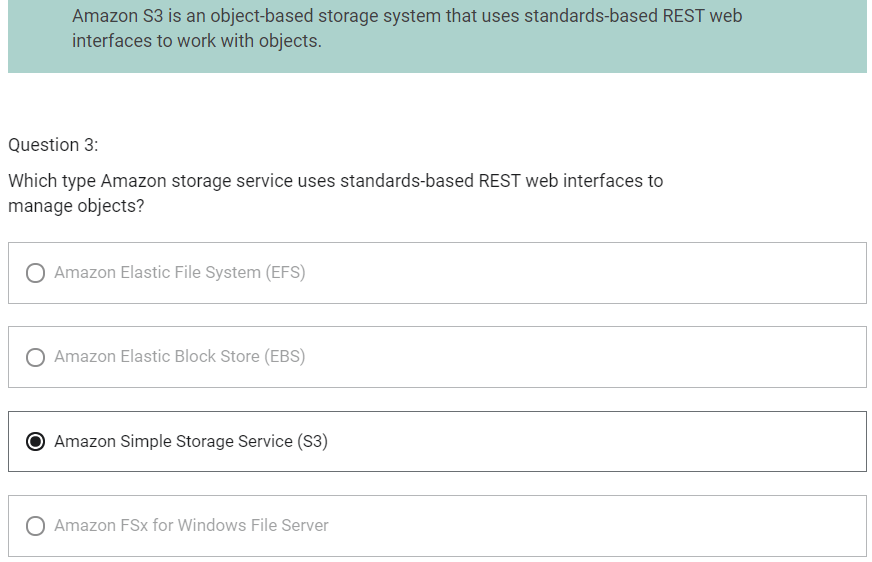 Amazon S3 is an object-based storage system that uses standards-based REST web
interfaces to work with objects.
Question 3:
Which type Amazon storage service uses standards-based REST web interfaces to
manage objects?
Amazon Elastic File System (EFS)
Amazon Elastic Block Store (EBS)
Amazon Simple Storage Service (S3)
Amazon FSx for Windows File Server